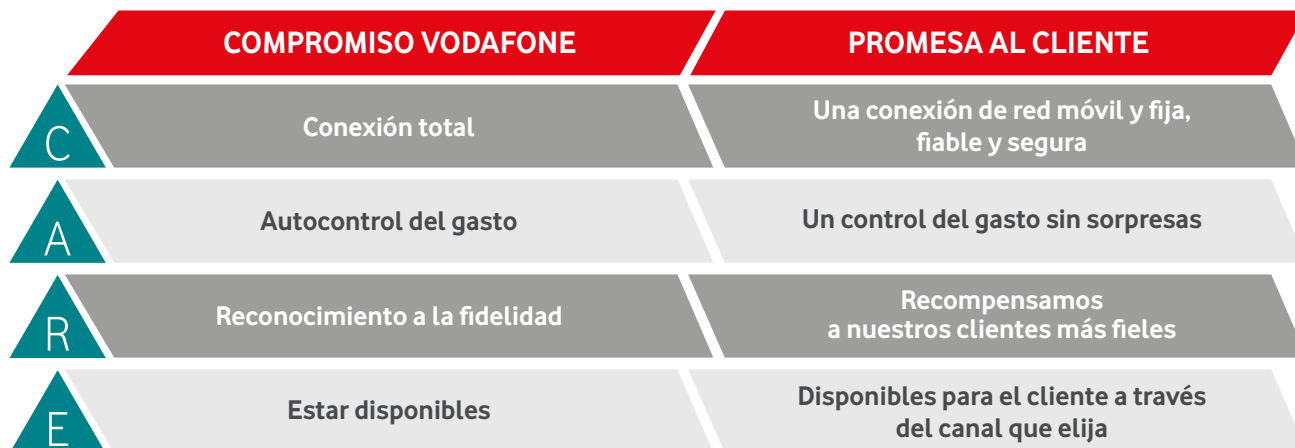 COMPROMISO VODAFONE
PROMESA AL CLIENTE
C
Conexión total
Una conexión de red móvil y fija,
fiable y segura
A
Autocontrol del gasto
Un control del gasto sin sorpresas
R
Reconocimiento a la fidelidad
Recompensamos
a nuestros clientes más fieles
E
Estar disponibles
Disponibles para el cliente a través
del canal que elija